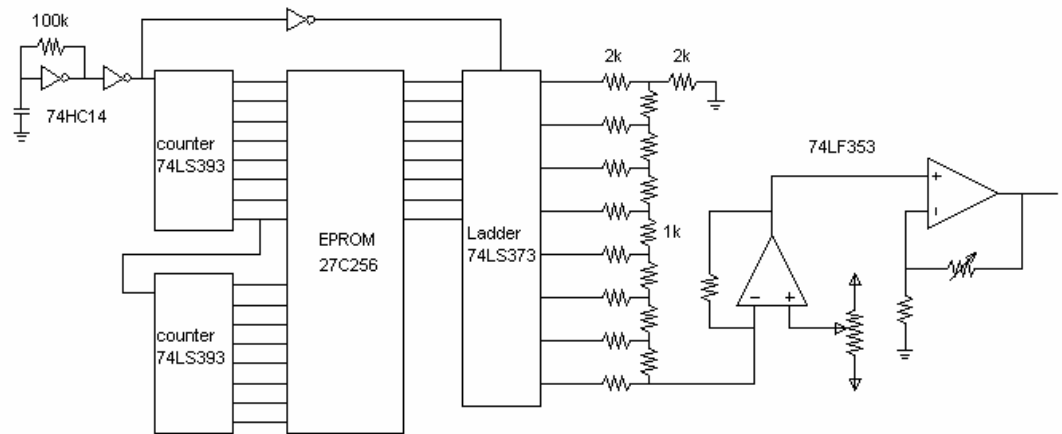 100k
74HC14
counter
74LS393
EPROM
27C256
Ladder
74LS373
2k
2k
1k
74LF353
counter
74LS393
+
-
- +